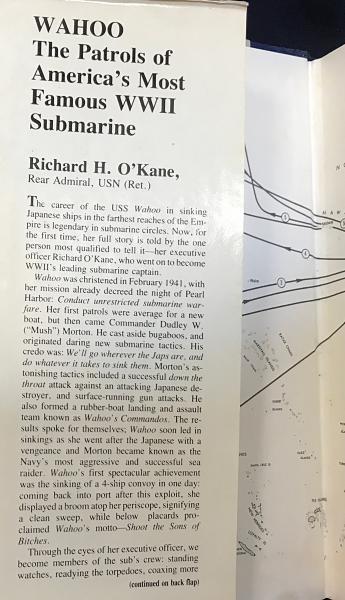 WAHOO
The Patrols of
America's Most
Famous WWII
Submarine
Richard H. O'Kane,
Rear Admiral, USN (Ret.)
The career of the USS Wahoo in sinking
Japanese ships in the farthest reaches of the Em-
pire is legendary in submarine circles. Now, for
the first time, her full story is told by the one
person most qualified to tell it—her executive
officer Richard O'Kane, who went on to become
WWII's leading submarine captain.
Wahoo was christened in February 1941, with
her mission already decreed the night of Pearl
Harbor: Conduct unrestricted submarine war-
fare. Her first patrols were average for a new
boat, but then came Commander Dudley W.
("Mush") Morton. He cast aside bugaboos, and
originated daring new submarine tactics. His
credo was: We'll go wherever the Japs are, and
do whatever it takes to sink them. Morton's as-
tonishing tactics included a successful down the
throat attack against an attacking Japanese de-
stroyer, and surface-running gun attacks. He
also formed a rubber-boat landing and assault
team known as Wahoo's Commandos. The re-
sults spoke for themselves; Wahoo soon led in
sinkings as she went after the Japanese with a
vengeance and Morton became known as the
Navy's most aggressive and successful sea
raider. Wahoo's first spectacular achievement
was the sinking of a 4-ship convoy in one day:
coming back into port after this exploit, she
displayed a broom atop her periscope, signifying
a clean sweep, while below placards pro-
claimed Wahoo's motto—Shoot the Sons of
Bitches.
Through the eyes of her executive officer, we
become members of the sub's crew: standing
watches, readying the torpedoes, coaxing more
(continued on back flap)